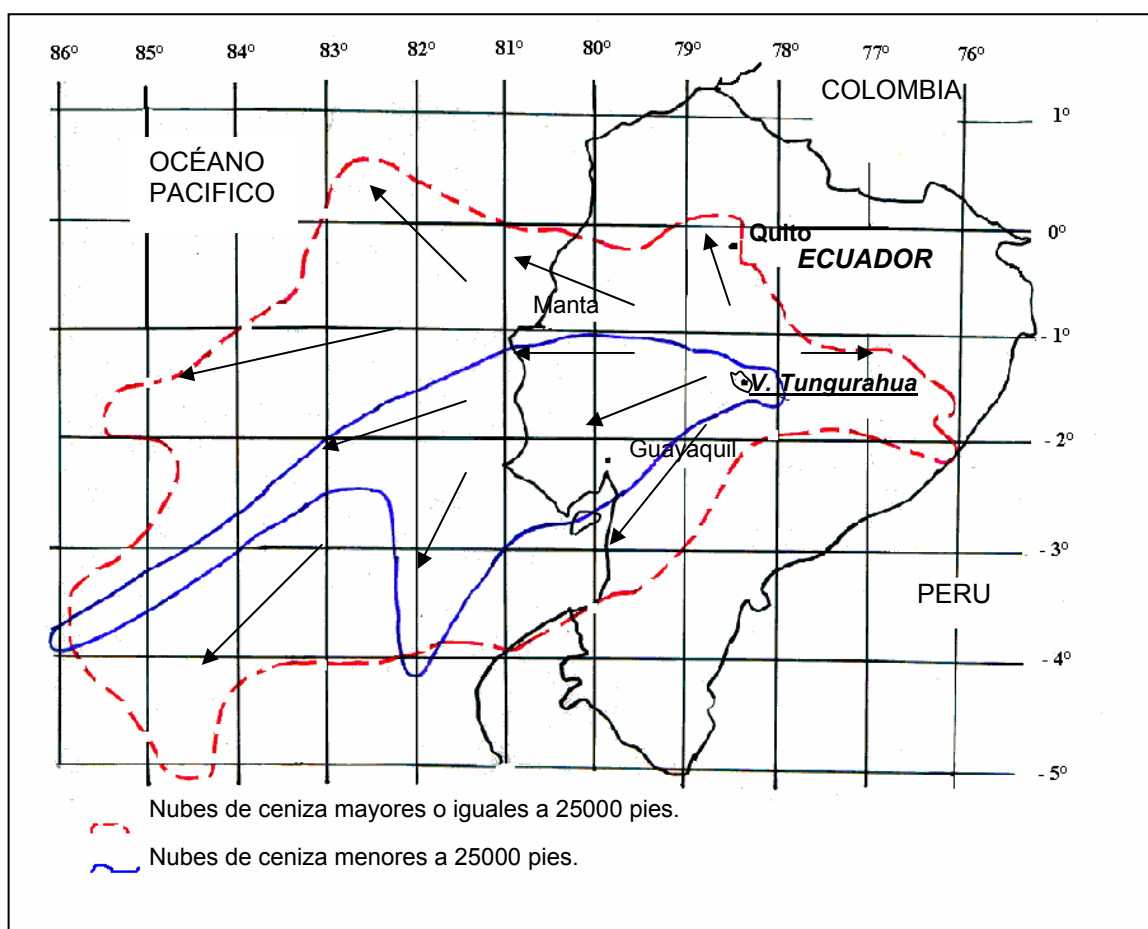 86° 85° 84° 83° 82° 81° 80° 79° 78° 77° 76°
COLOMBIA
1°
OCÉANO
PACIFICO
0°
Quito
ECUADOR
Manta
- 1°
V. Tungurahua
- 2°
Guayaquil
- 3°
PERU
- 4°
- 5°
Nubes de ceniza mayores o iguales a 25000 pies.
Nubes de ceniza menores a 25000 pies.